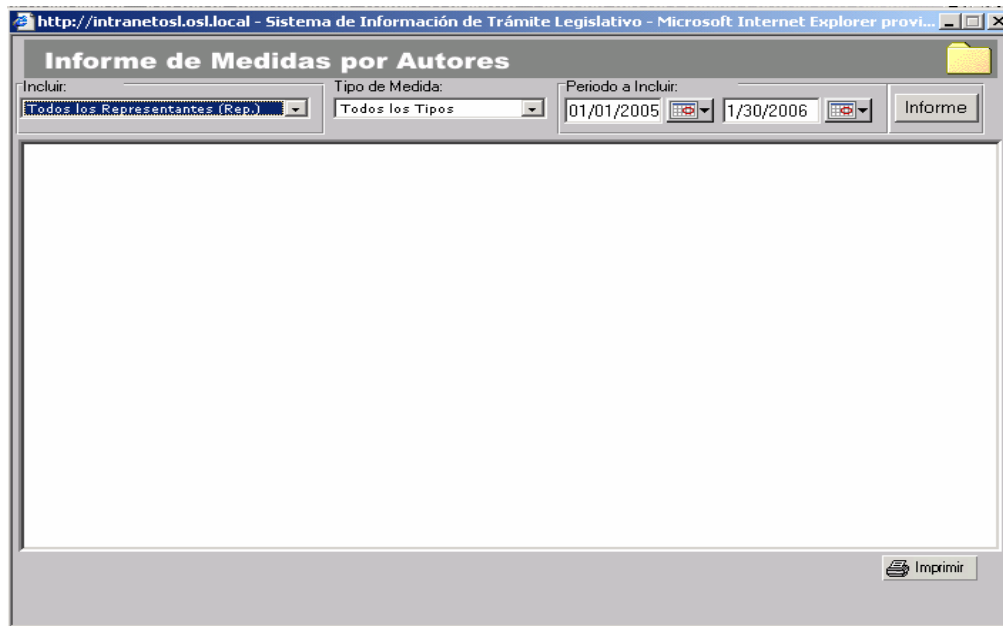 http://intranetosl.osl.local - Sistema de Información de Trámite Legislativo - Microsoft Internet Explorer provi...
Informe de Medidas por Autores
Incluir: Tipo de Medida: Periodo a Incluir:
Todos los Representantes (Rep.) Todos los Tipos 01/01/2005 1/30/2006 Informe
Imprimir